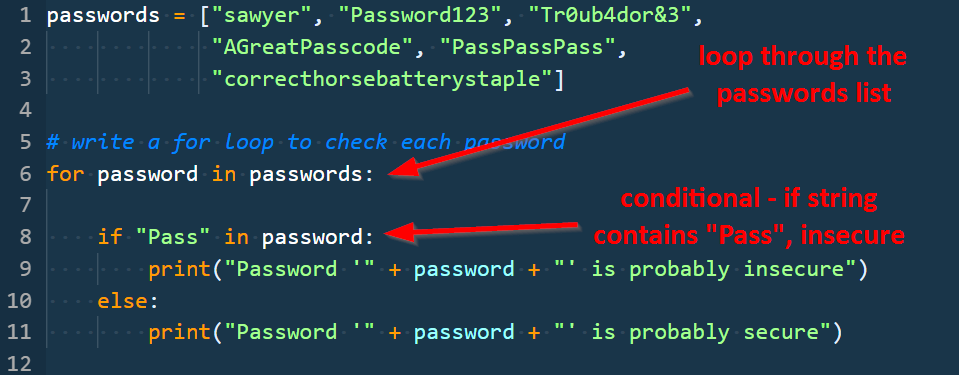 1 passwords = ["sawyer", "Password123", "Tr0ub4dor&3",
2 "AGreatPasscode", "PassPassPass",
3 "correcthorsebatterystaple"]
4
5 # write a for loop to check each password
6 for password in passwords:
7
8 if "Pass" in password:
9 print("Password '" + password + "' is probably insecure")
10 else:
11 print("Password '" + password + "' is probably secure")
12
loop through the
passwords list
conditional - if string
contains "Pass", insecure